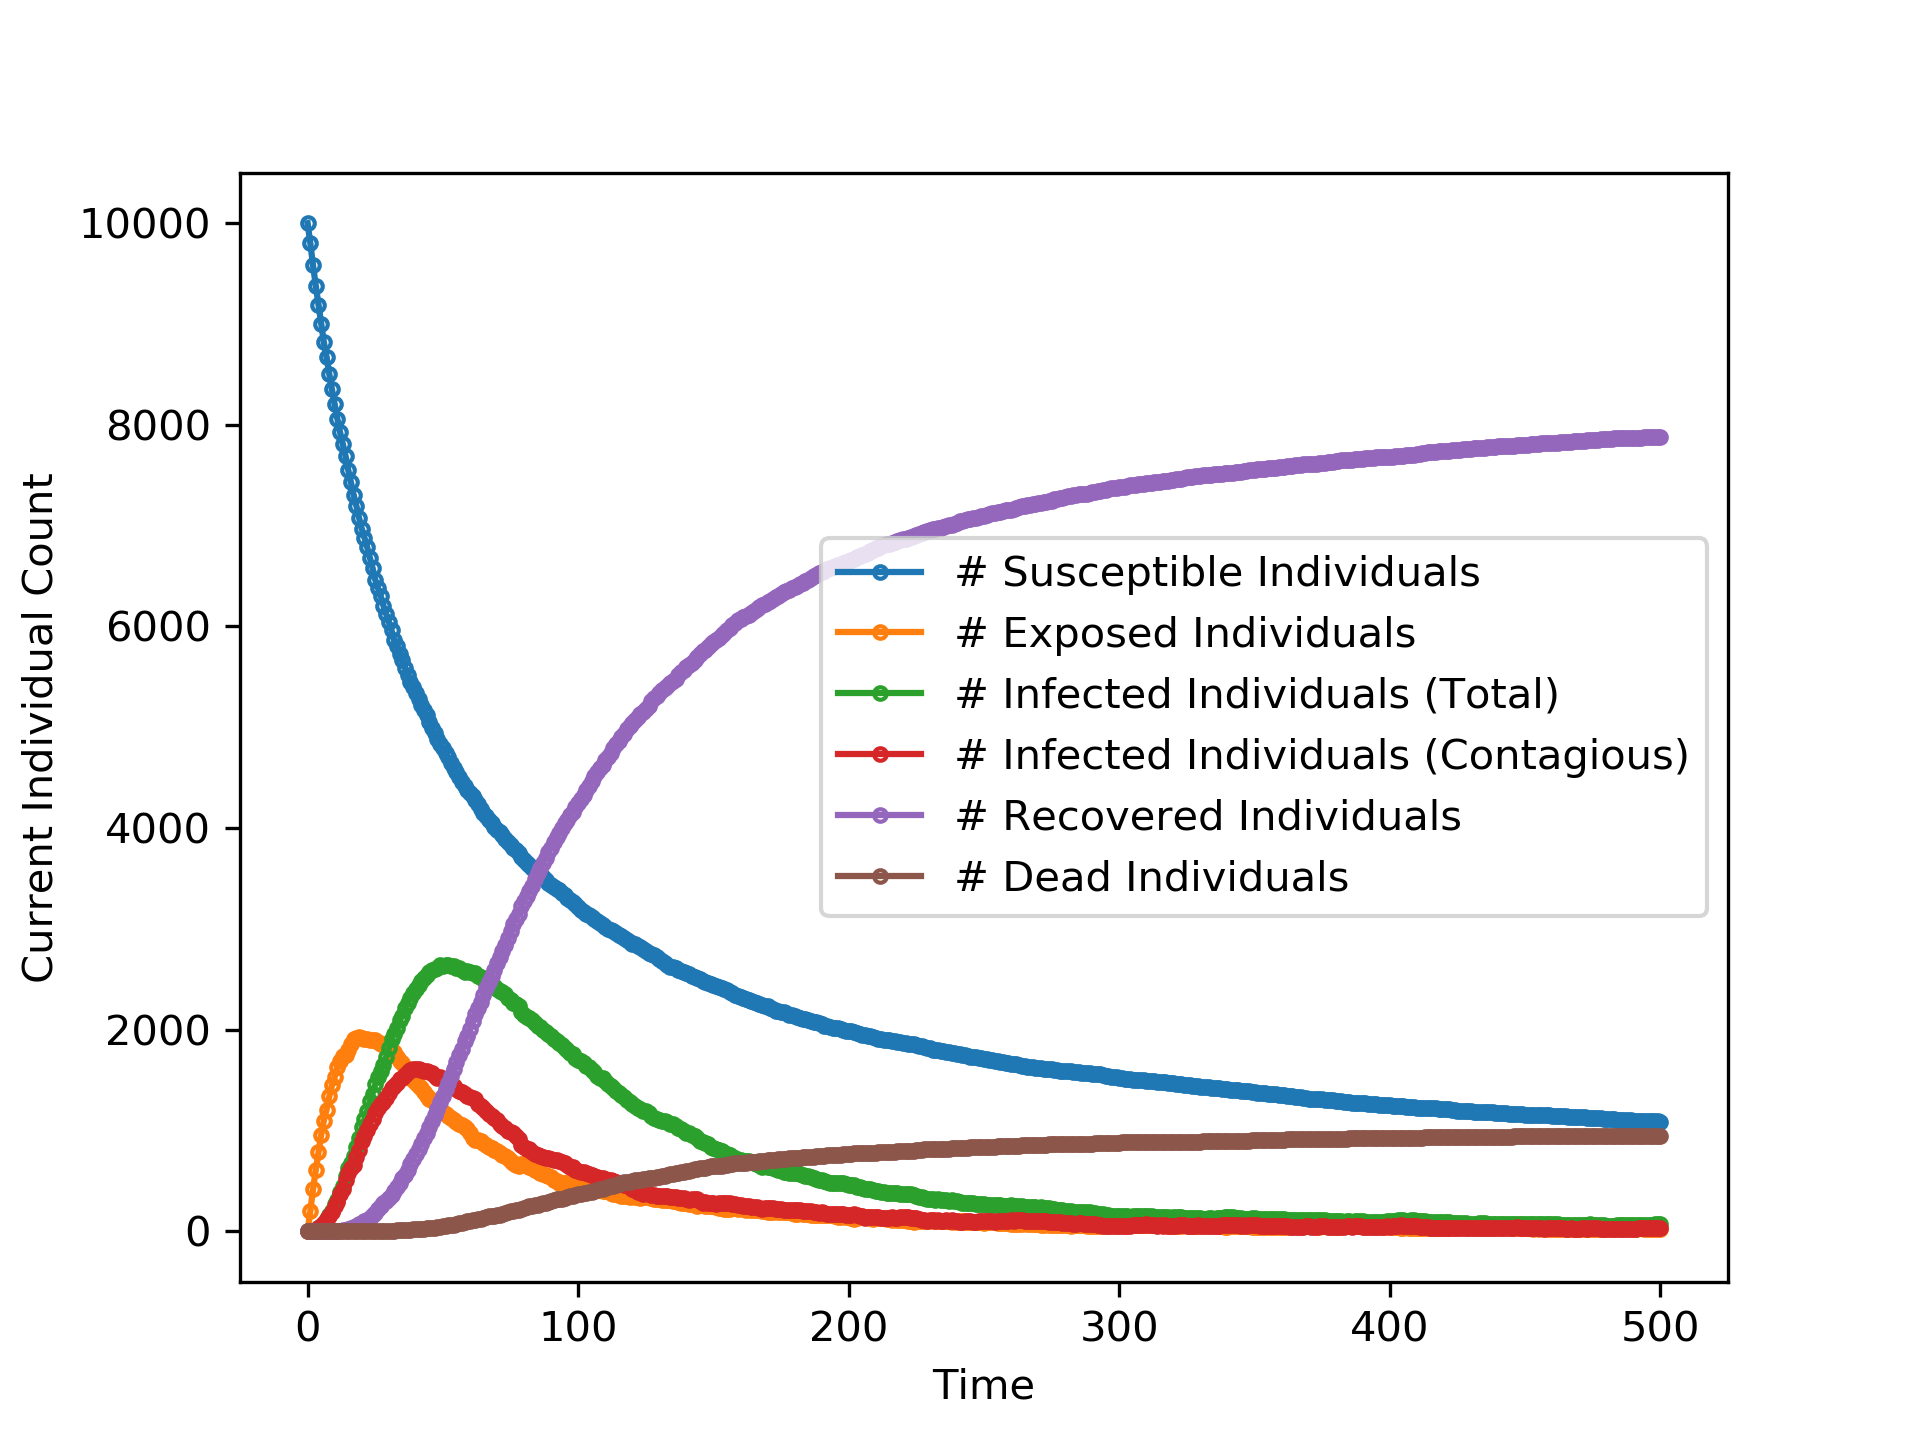 10000
8000
6000
4000
2000
0
Current Individual Count
# Susceptible Individuals
# Exposed Individuals
# Infected Individuals (Total)
# Infected Individuals (Contagious)
# Recovered Individuals
# Dead Individuals
0 100 200 300 400 500
Time